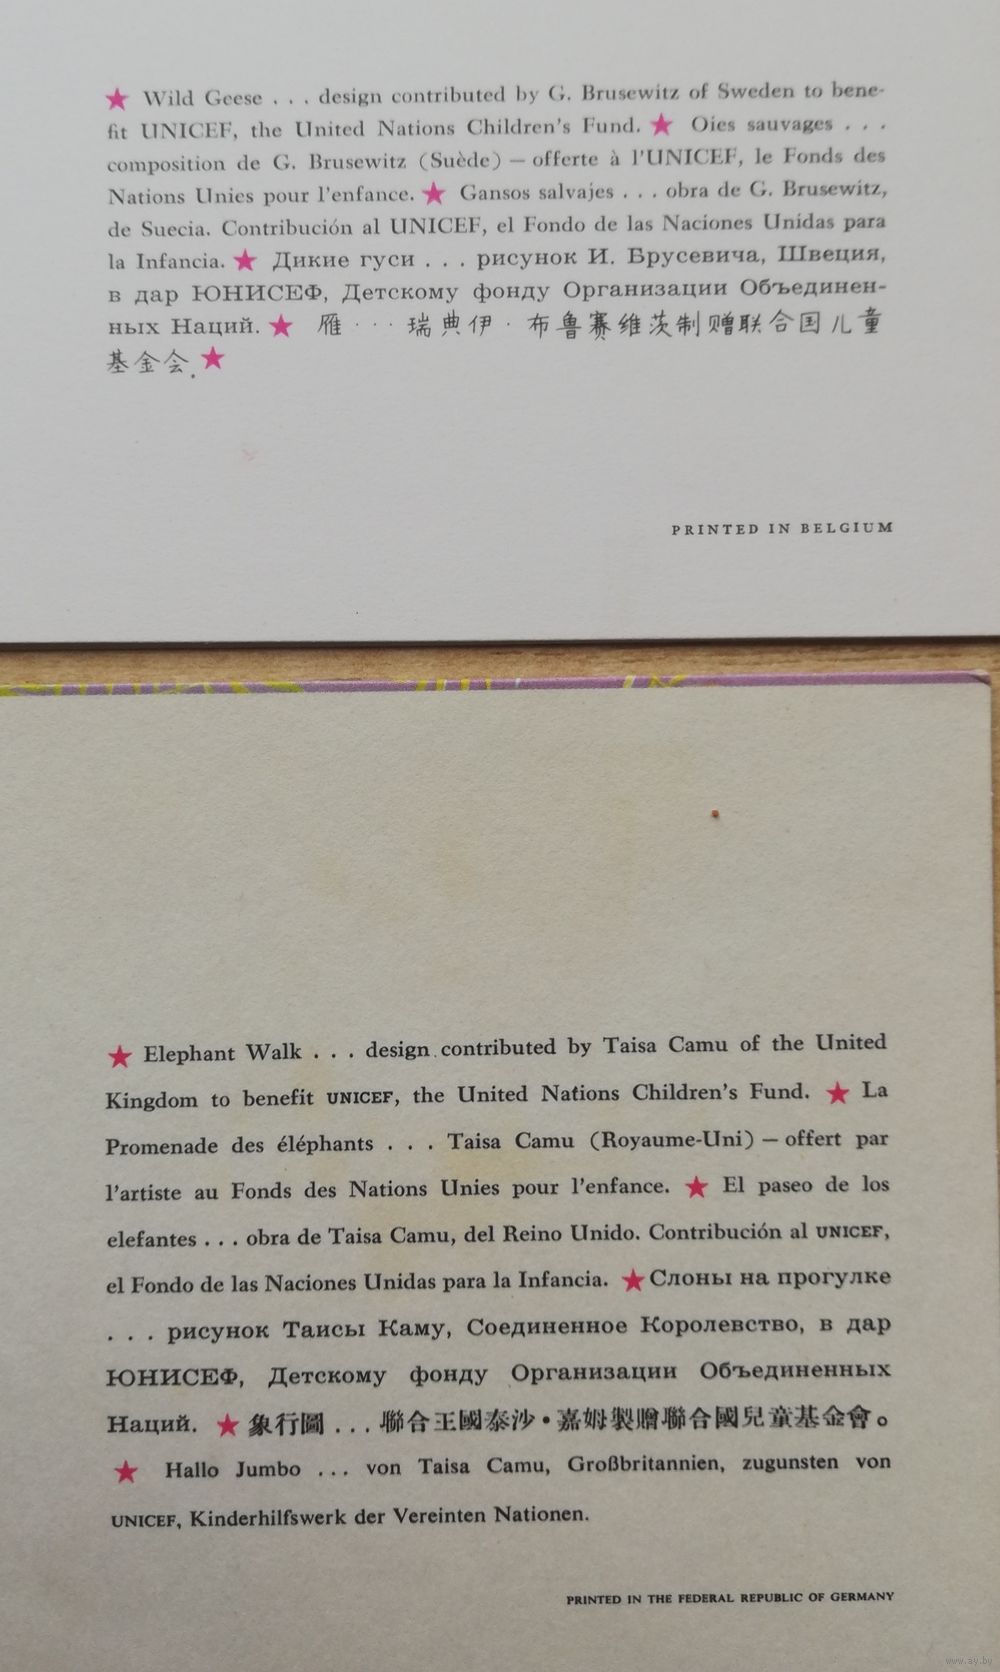 ★ Wild Geese . . . design contributed by G. Brusewitz of Sweden to bene-
fit UNICEF, the United Nations Children's Fund. ★ Oies sauvages . . .
composition de G. Brusewitz (Suède) — offerte à l'UNICEF, le Fonds des
Nations Unies pour l'enfance. ★ Gansos salvajes . . . obra de G. Brusewitz,
de Suecia. Contribución al UNICEF, el Fondo de las Naciones Unidas para
la Infancia. ★ Дикие гуси . . . рисунок И. Брусевича, Швеция,
в дар ЮНИСЕФ, Детскому фонду Организации Объединен-
ных Наций. ★ 雁 · · · 瑞典伊 · 布鲁赛维茨制赠联合国儿童
基金会. ★
PRINTED IN BELGIUM
★ Elephant Walk . . . design contributed by Taisa Camu of the United
Kingdom to benefit UNICEF, the United Nations Children's Fund. ★ La
Promenade des éléphants . . . Taisa Camu (Royaume-Uni) — offert par
l'artiste au Fonds des Nations Unies pour l'enfance. ★ El paseo de los
elefantes . . . obra de Taisa Camu, del Reino Unido. Contribución al UNICEF,
el Fondo de las Naciones Unidas para la Infancia. ★ Слоны на прогулке
. . . рисунок Таисы Каму, Соединенное Королевство, в дар
ЮНИСЕФ, Детскому фонду Организации Объединенных
Наций. ★ 象行圖 . . . 聯合王國泰沙•嘉姆製贈聯合國兒童基金會。
★ Hallo Jumbo ... von Taisa Camu, Großbritannien, zugunsten von
UNICEF, Kinderhilfswerk der Vereinten Nationen.
PRINTED IN THE FEDERAL REPUBLIC OF GERMANY
www.ay.by